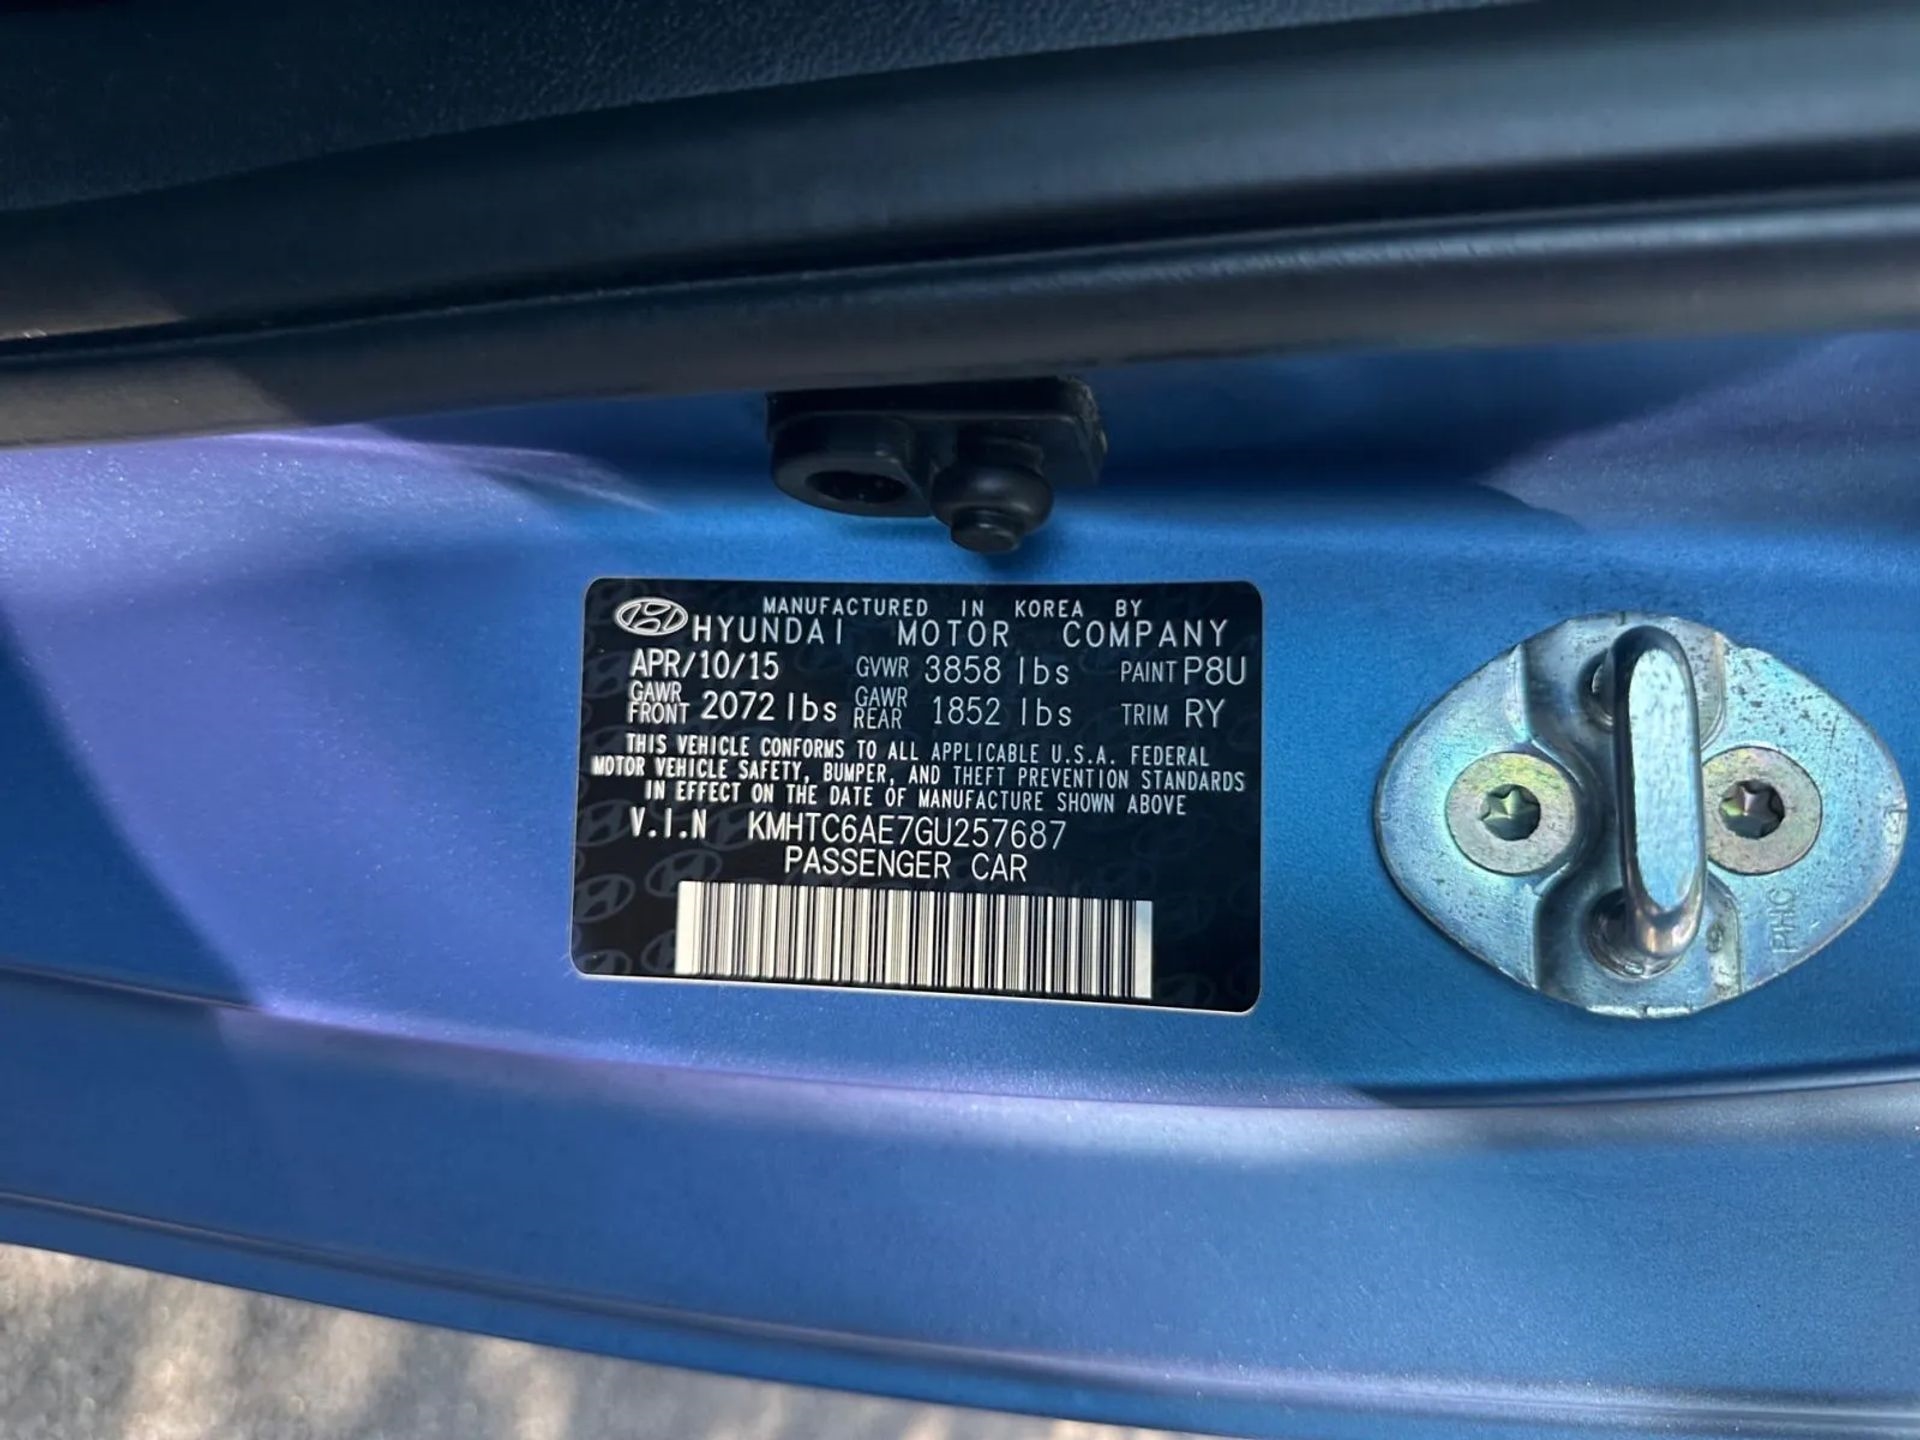 MANUFACTURED IN KOREA BY
HYUNDAI MOTOR COMPANY
APR/10/15 GVWR 3858 lbs PAINT P8U
GAWR FRONT 2072 lbs GAWR REAR 1852 lbs TRIM RY
THIS VEHICLE CONFORMS TO ALL APPLICABLE U.S.A. FEDERAL
MOTOR VEHICLE SAFETY, BUMPER, AND THEFT PREVENTION STANDARDS
IN EFFECT ON THE DATE OF MANUFACTURE SHOWN ABOVE
V.I.N KMHTC6AE7GU257687
PASSENGER CAR
PHC